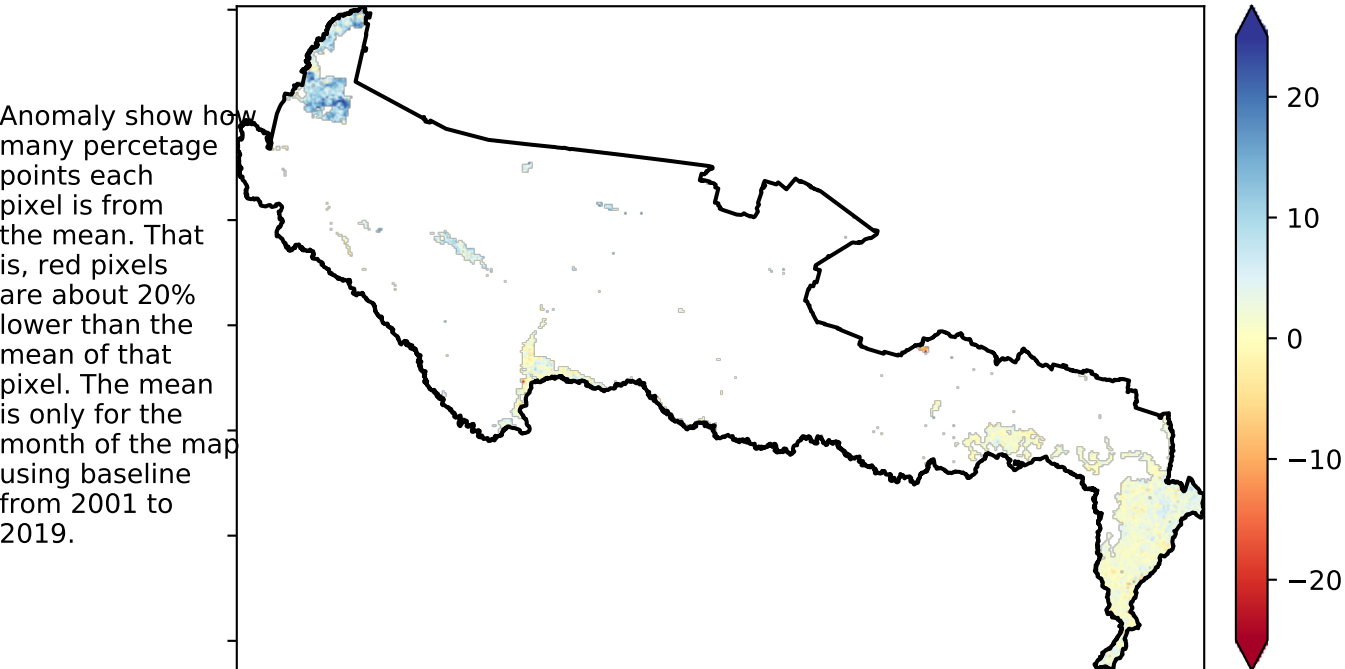 Anomaly show how
many percetage
points each
pixel is from
the mean. That
is, red pixels
are about 20%
lower than the
mean of that
pixel. The mean
is only for the
month of the map
using baseline
from 2001 to
2019.
20
10
0
−10
−20